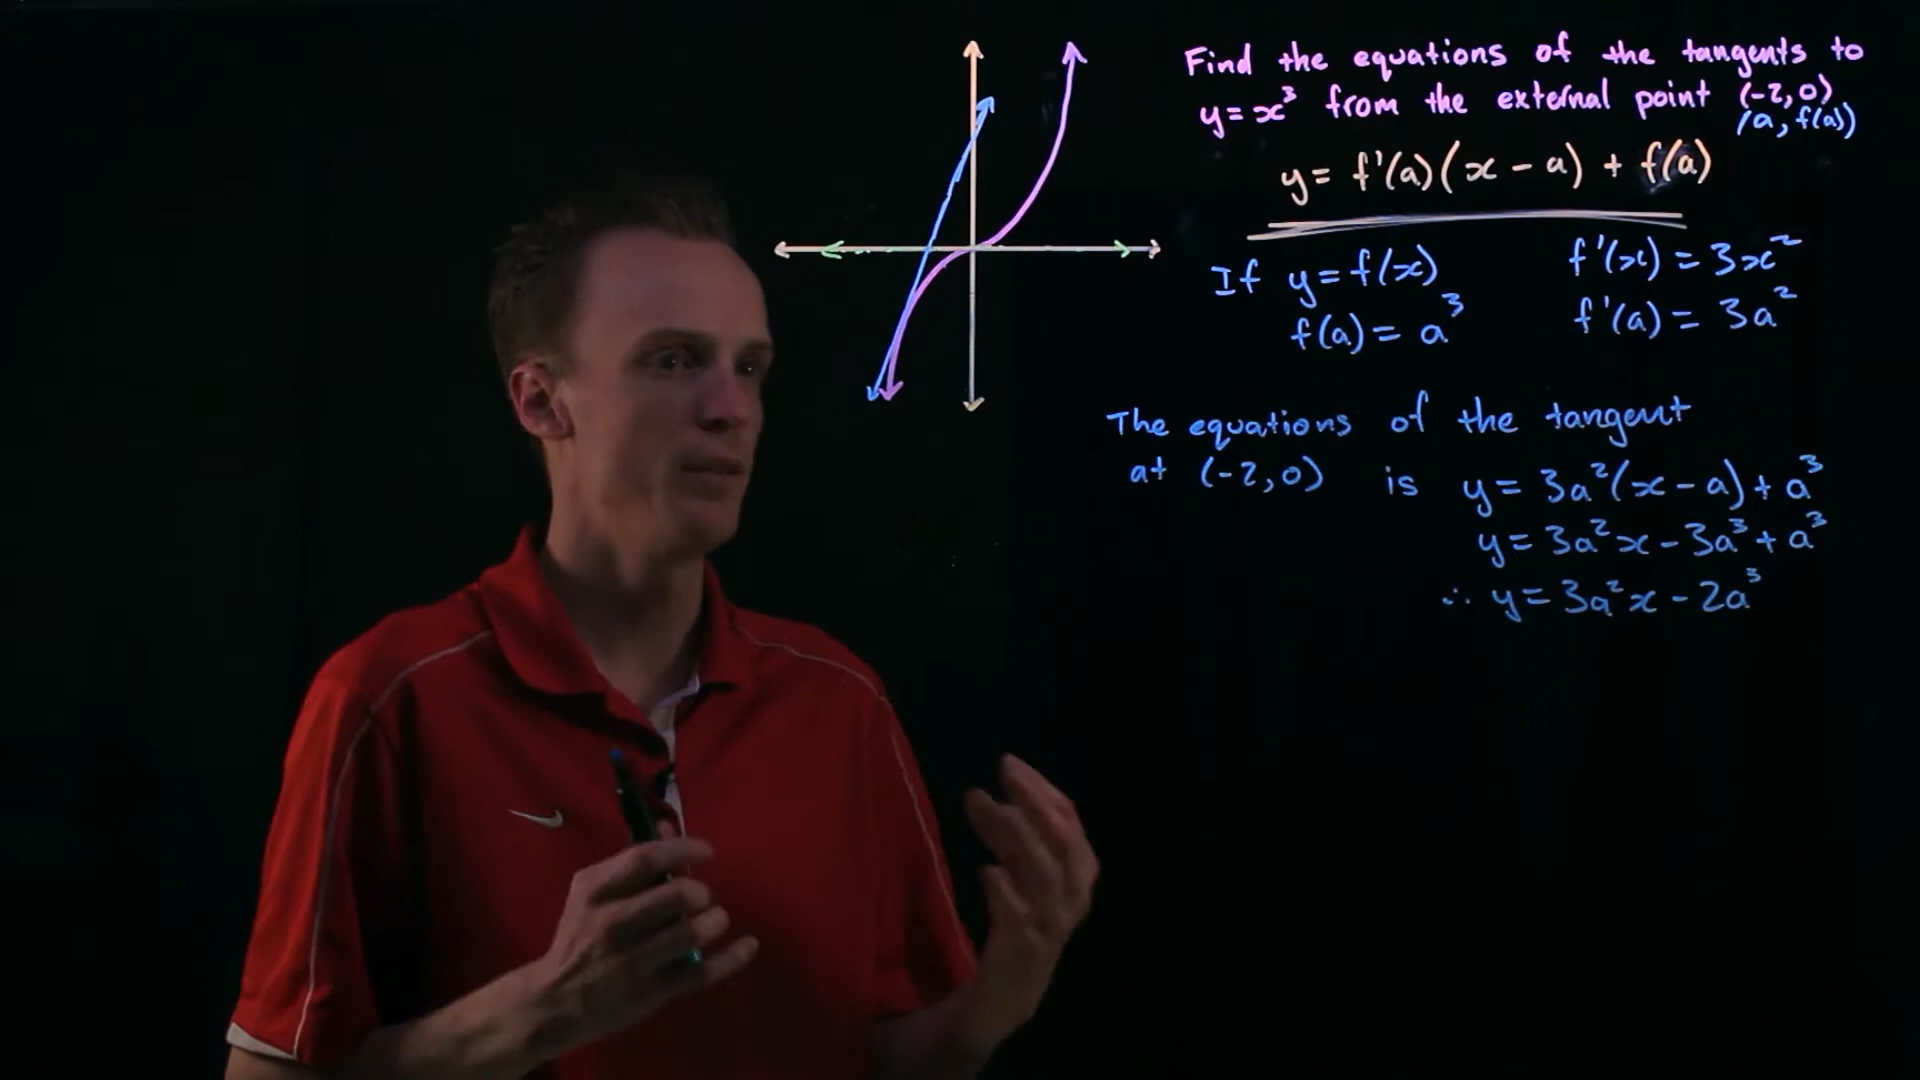 Find the equations of the tangents to
y = x³ from the external point (-2,0)
(a, f(a))
y = f'(a)(x - a) + f(a)
If y = f(x)
f'(x) = 3x²
f(a) = a³
f'(a) = 3a²
The equations of the tangent
at (-2,0) is y = 3a²(x - a) + a³
y = 3a²x - 3a³ + a³
∴ y = 3a²x - 2a³